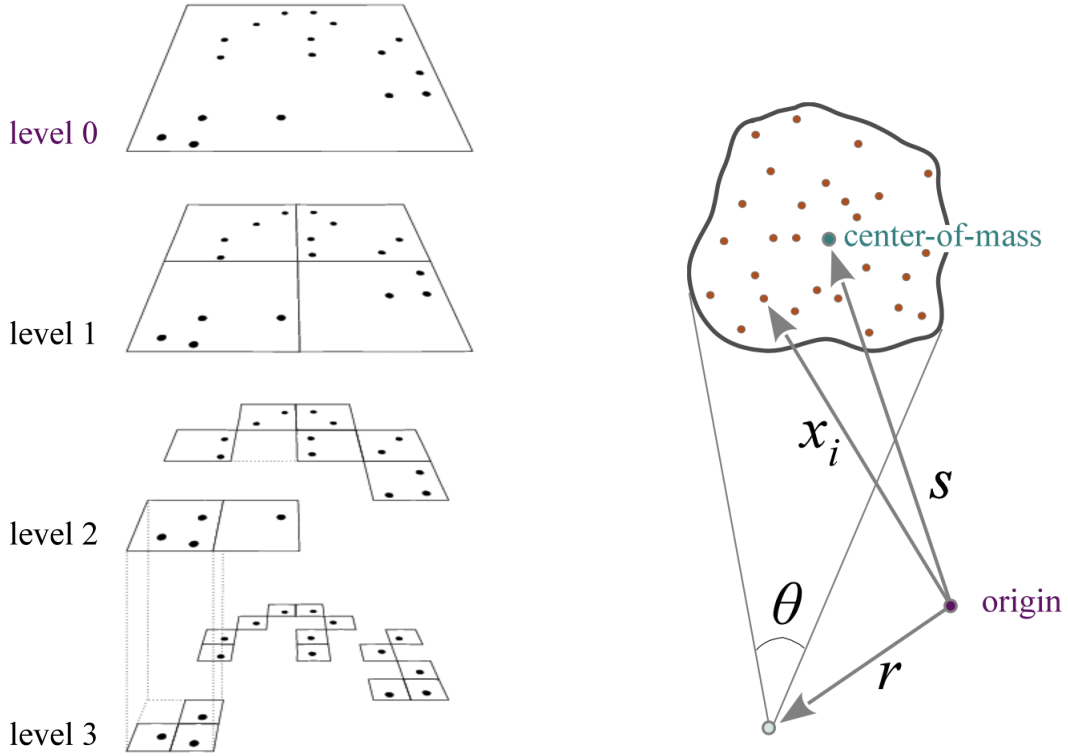 level 0
level 1
level 2
level 3
center-of-mass
x_i
s
origin
θ
r